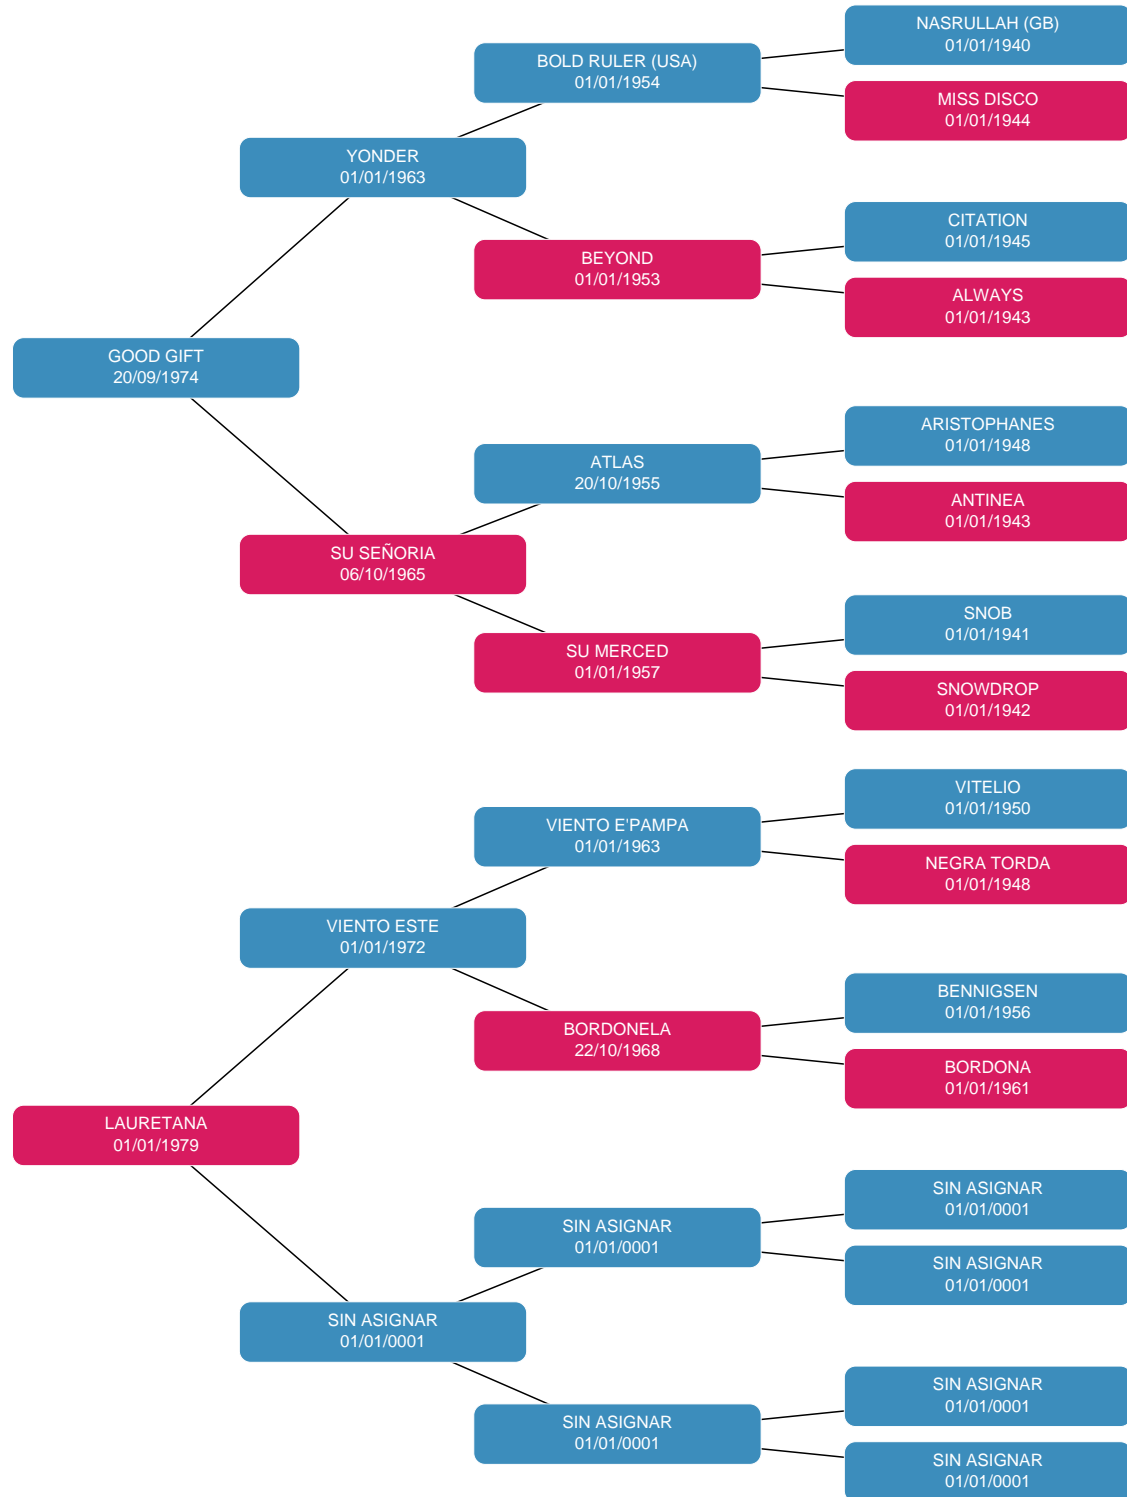 NASRULLAH (GB)
01/01/1940
BOLD RULER (USA)
01/01/1954
MISS DISCO
01/01/1944
YONDER
01/01/1963
CITATION
01/01/1945
BEYOND
01/01/1953
ALWAYS
01/01/1943
GOOD GIFT
20/09/1974
ARISTOPHANES
01/01/1948
ATLAS
20/10/1955
ANTINEA
01/01/1943
SU SEÑORIA
06/10/1965
SNOB
01/01/1941
SU MERCED
01/01/1957
SNOWDROP
01/01/1942
VITELIO
01/01/1950
VIENTO E'PAMPA
01/01/1963
NEGRA TORDA
01/01/1948
VIENTO ESTE
01/01/1972
BENNIGSEN
01/01/1956
BORDONELA
22/10/1968
BORDONA
01/01/1961
LAURETANA
01/01/1979
SIN ASIGNAR
01/01/0001
SIN ASIGNAR
01/01/0001
SIN ASIGNAR
01/01/0001
SIN ASIGNAR
01/01/0001
SIN ASIGNAR
01/01/0001
SIN ASIGNAR
01/01/0001
SIN ASIGNAR
01/01/0001